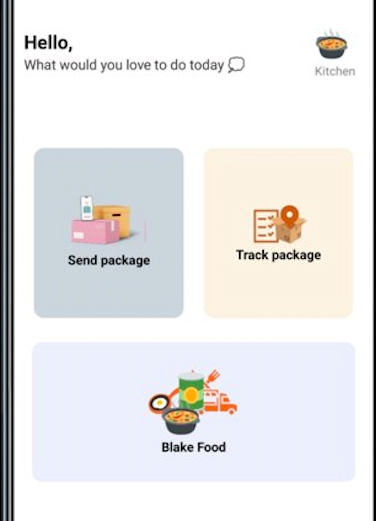 Hello,
What would you love to do today
Kitchen
Send package
Track package
Blake Food